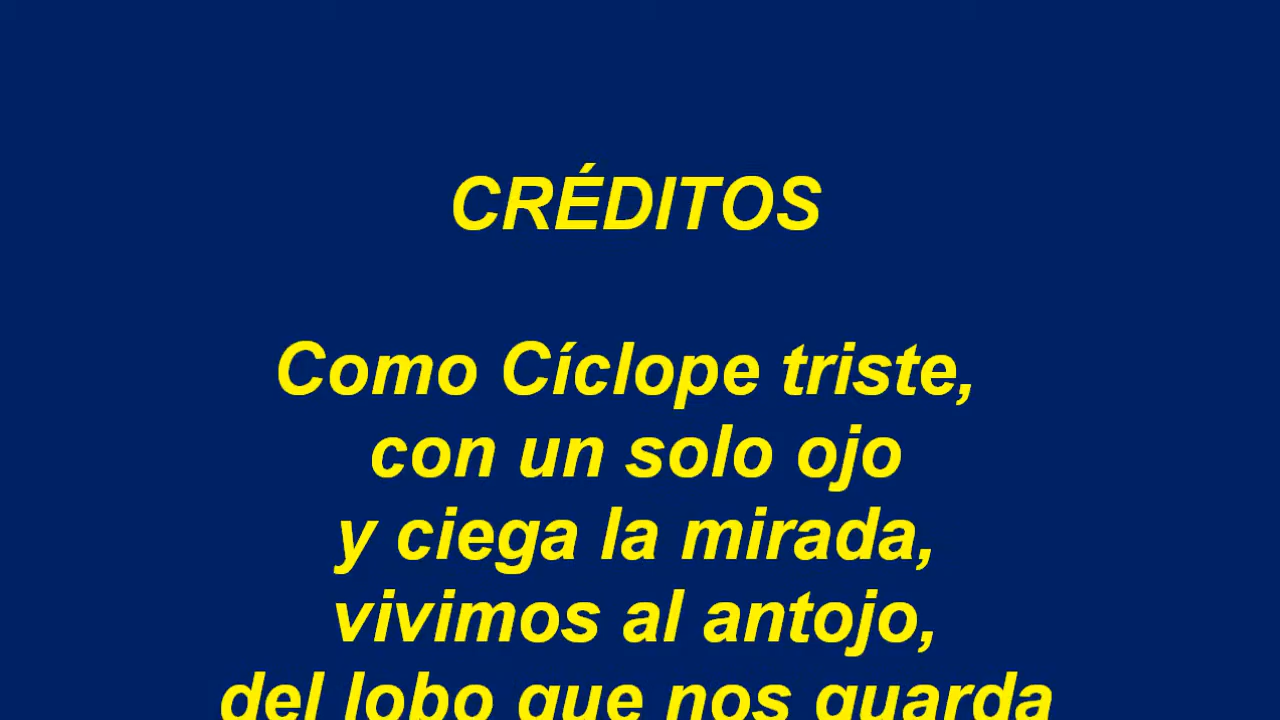 CRÉDITOS
Como Cíclope triste,
con un solo ojo
y ciega la mirada,
vivimos al antojo,
del lobo que nos guarda